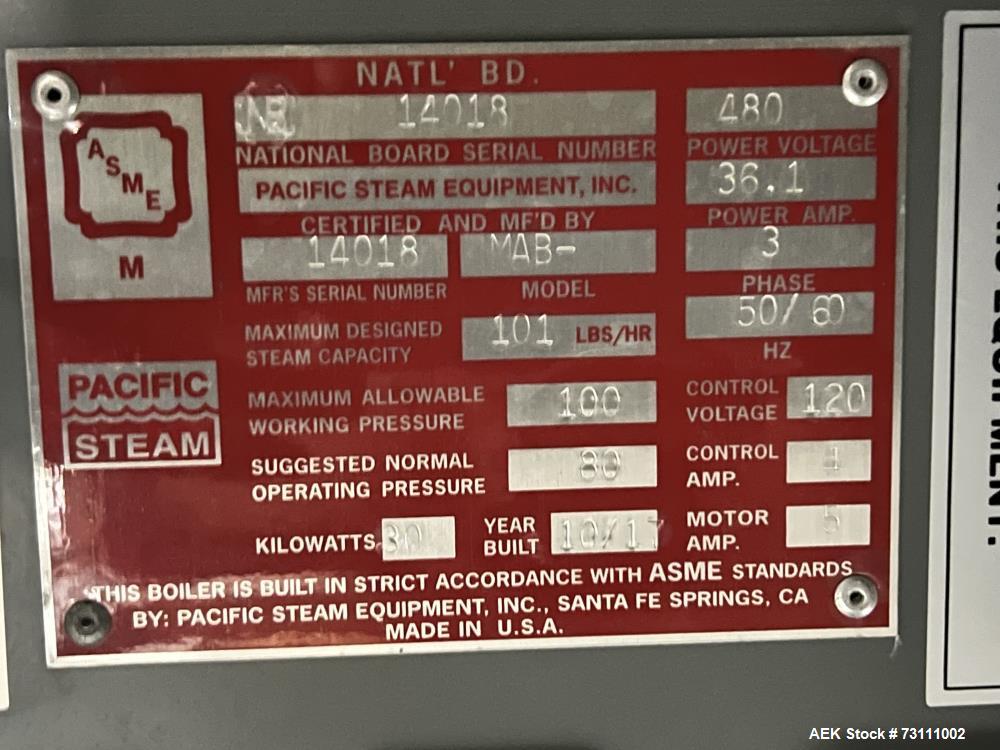 NATL' BD.
NB 14018
NATIONAL BOARD SERIAL NUMBER
PACIFIC STEAM EQUIPMENT, INC.
CERTIFIED AND MF'D BY
14018
MFR'S SERIAL NUMBER
MAB-
MODEL
480
POWER VOLTAGE
36.1
POWER AMP.
3
PHASE
50/60
HZ
ASME
M
MAXIMUM DESIGNED
STEAM CAPACITY
101 LBS/HR
PACIFIC
STEAM
MAXIMUM ALLOWABLE
WORKING PRESSURE
100
CONTROL
VOLTAGE
120
SUGGESTED NORMAL
OPERATING PRESSURE
80
CONTROL
AMP.
KILOWATTS 30
YEAR
BUILT
10/17
MOTOR
AMP.
5
THIS BOILER IS BUILT IN STRICT ACCORDANCE WITH ASME STANDARDS
BY: PACIFIC STEAM EQUIPMENT, INC., SANTA FE SPRINGS, CA
MADE IN U.S.A.
AEK Stock # 73111002